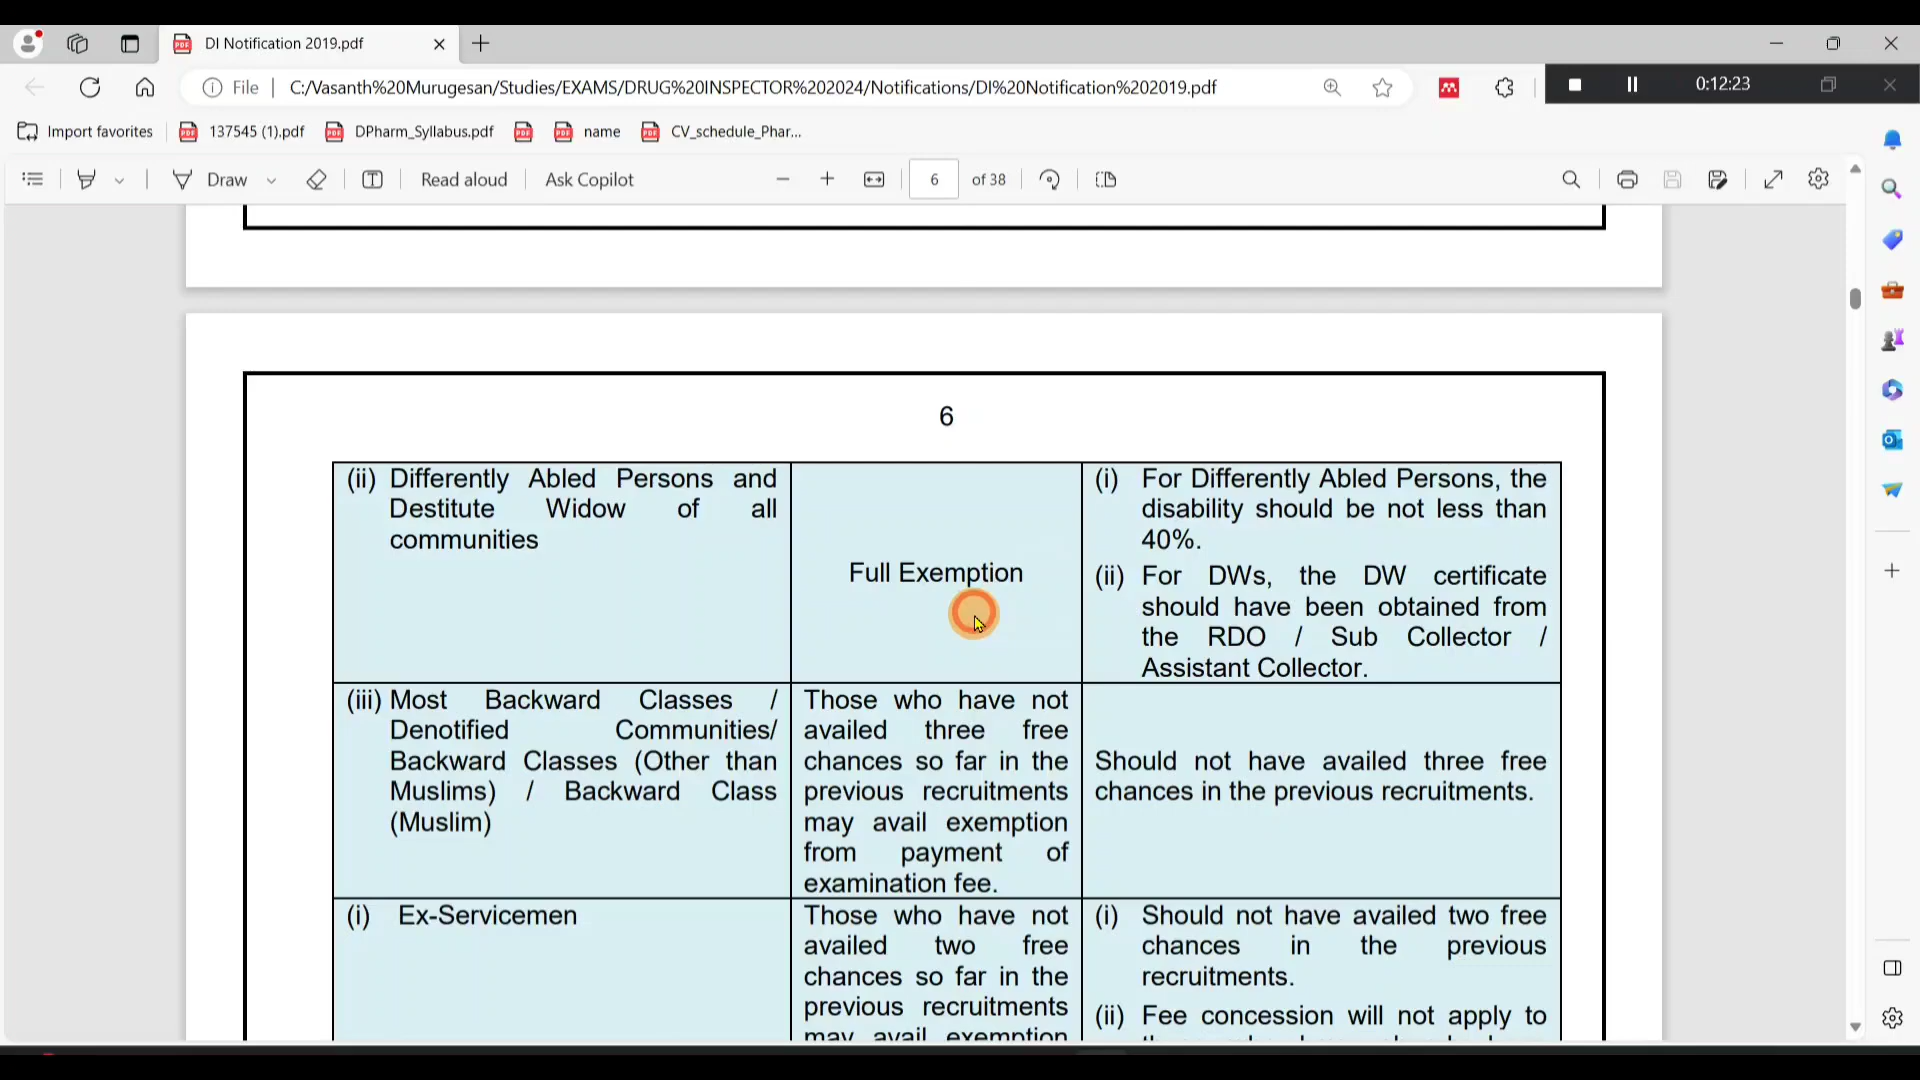 DI Notification 2019.pdf
File
C:/Vasanth%20Murugesan/Studies/EXAMS/DRUG%20INSPECTOR%202024/Notifications/DI%20Notification%202019.pdf
0:12:23
Import favorites
137545 (1).pdf
DPharm_Syllabus.pdf
name
CV_schedule_Phar...
Draw
Read aloud
Ask Copilot
6
of 38
6
(ii) Differently Abled Persons and
Destitute Widow of all
communities
Full Exemption
(i) For Differently Abled Persons, the
disability should be not less than
40%.
(ii) For DWs, the DW certificate
should have been obtained from
the RDO / Sub Collector /
Assistant Collector.
(iii) Most Backward Classes /
Denotified Communities/
Backward Classes (Other than
Muslims) / Backward Class
(Muslim)
Those who have not
availed three free
chances so far in the
previous recruitments
may avail exemption
from payment of
examination fee.
Should not have availed three free
chances in the previous recruitments.
(i) Ex-Servicemen
Those who have not
availed two free
chances so far in the
previous recruitments
may avail exemption
(i) Should not have availed two free
chances in the previous
recruitments.
(ii) Fee concession will not apply to